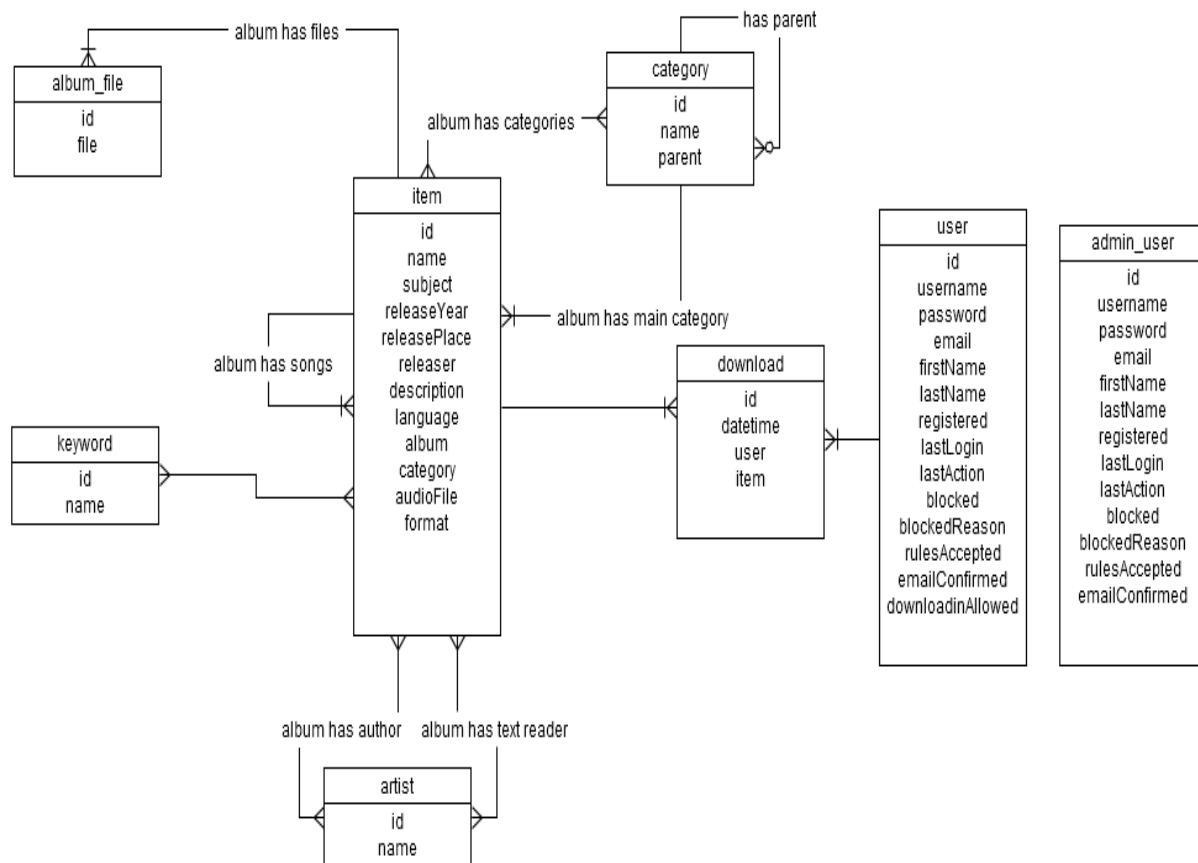 has parent
album has files
album_file
id
file
category
id
name
parent
album has categories
item
id
name
subject
releaseYear
releasePlace
releaser
description
language
album
category
audioFile
format
album has main category
album has songs
keyword
id
name
download
id
datetime
user
item
user
id
username
password
email
firstName
lastName
registered
lastLogin
lastAction
blocked
blockedReason
rulesAccepted
emailConfirmed
downloadinAllowed
admin_user
id
username
password
email
firstName
lastName
registered
lastLogin
lastAction
blocked
blockedReason
rulesAccepted
emailConfirmed
album has author
album has text reader
artist
id
name